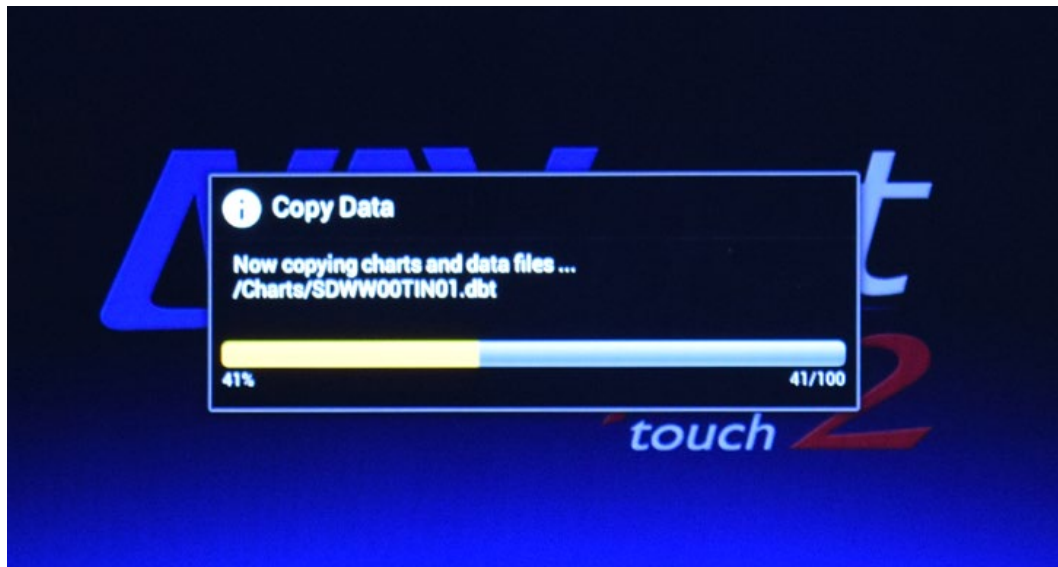 Copy Data
Now copying charts and data files ...
/Charts/SDWW00TIN01.dbt
41%
41/100
t
touch 2